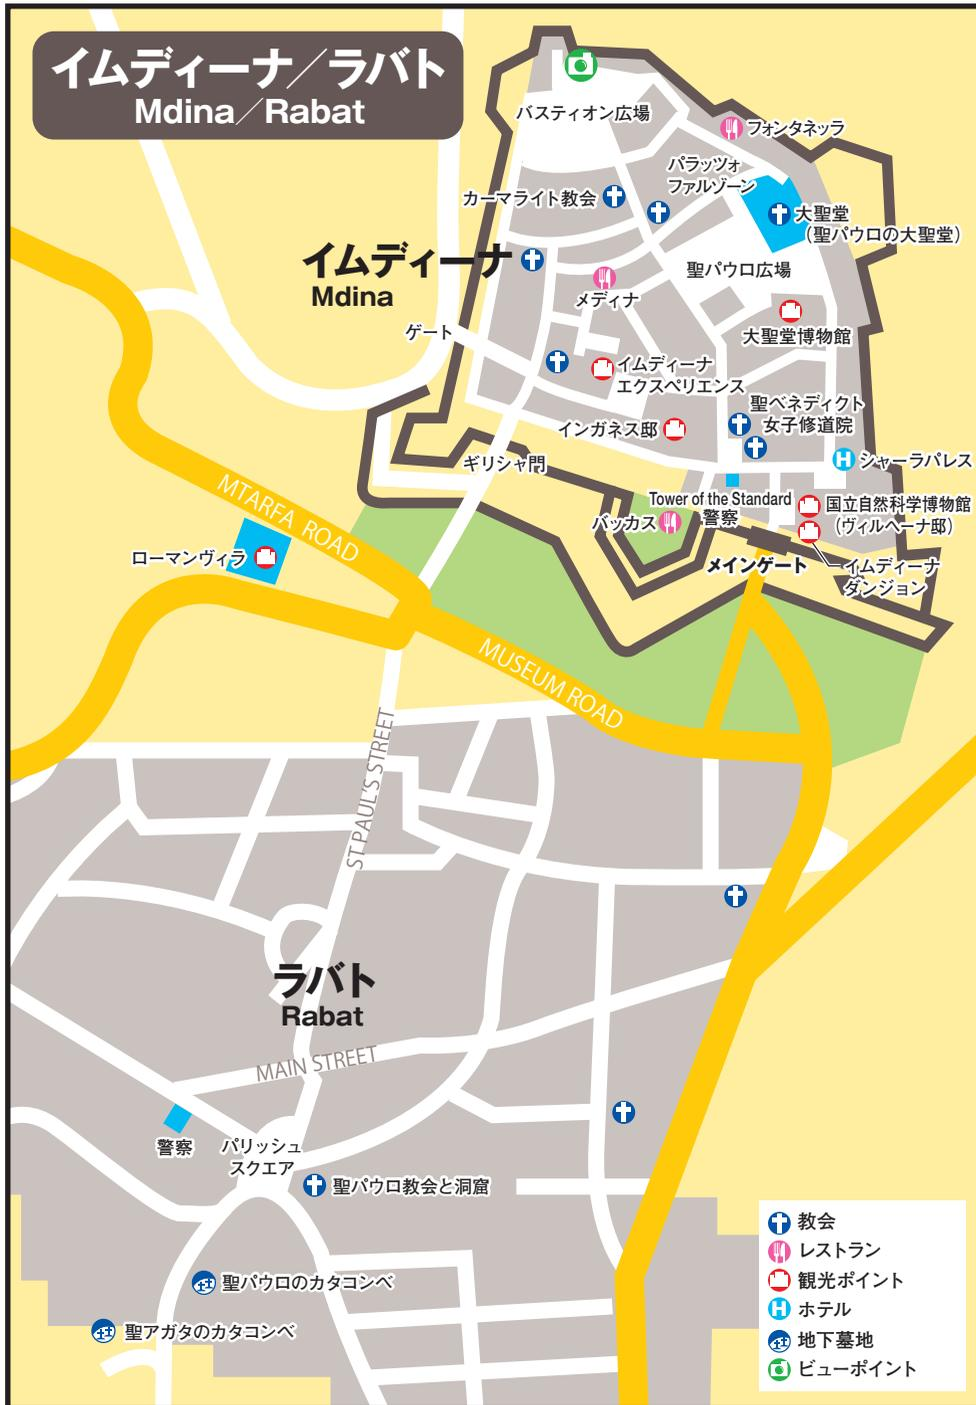 イムディーナ／ラバト
Mdina／Rabat
バスティオン広場
フォンタネッラ
パラッツォ
ファルゾーン
カーマライト教会
大聖堂
（聖パウロの大聖堂）
イムディーナ
Mdina
聖パウロ広場
メディナ
ゲート
大聖堂博物館
イムディーナ
エクスペリエンス
聖ベネディクト
女子修道院
インガネス邸
ギリシャ門
H シャーラパレス
MTARFA ROAD
Tower of the Standard
警察
バッカス
国立自然科学博物館
（ヴィルヘーナ邸）
ローマンヴィラ
メインゲート
イムディーナ
ダンジョン
MUSEUM ROAD
ST.PAUL'S STREET
ラバト
Rabat
MAIN STREET
警察
パリッシュ
スクエア
聖パウロ教会と洞窟
聖パウロのカタコンベ
聖アガタのカタコンベ
教会
レストラン
観光ポイント
H ホテル
地下墓地
ビューポイント